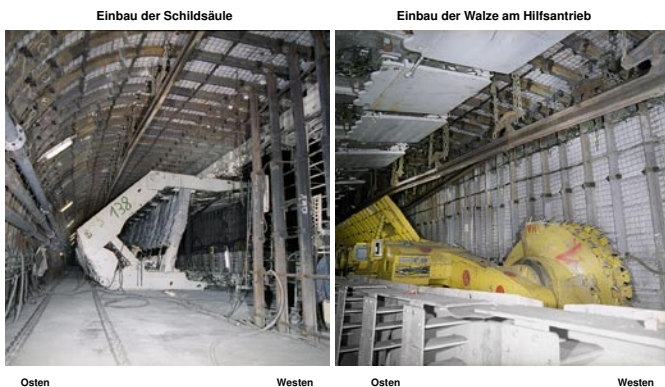 Einbau der Schildsäule
Einbau der Walze am Hilfsantrieb
138
Osten
Westen
Osten
Westen